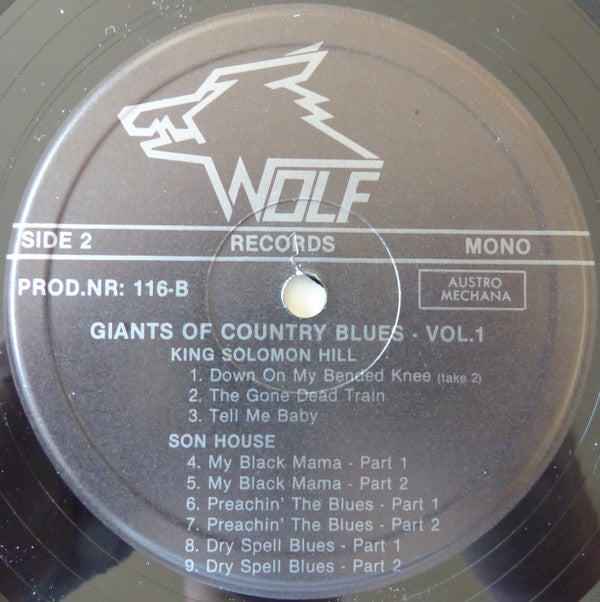 WOLF
SIDE 2 RECORDS MONO
PROD.NR: 116-B
AUSTRO
MECHANA
GIANTS OF COUNTRY BLUES - VOL.1
KING SOLOMON HILL
1. Down On My Bended Knee (take 2)
2. The Gone Dead Train
3. Tell Me Baby
SON HOUSE
4. My Black Mama - Part 1
5. My Black Mama - Part 2
6. Preachin' The Blues - Part 1
7. Preachin' The Blues - Part 2
8. Dry Spell Blues - Part 1
9. Dry Spell Blues - Part 2